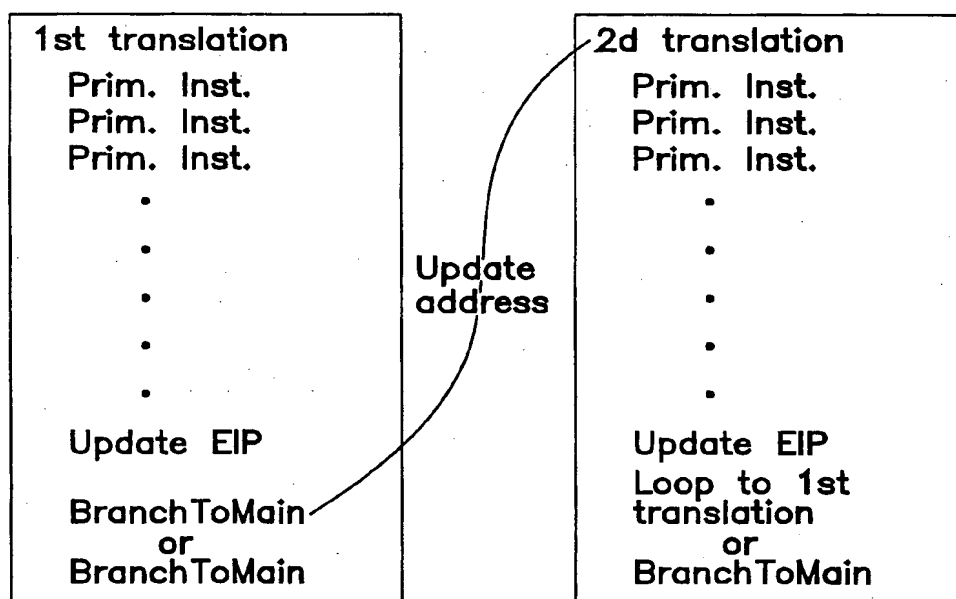 1st translation
Prim. Inst.
Prim. Inst.
Prim. Inst.
Update EIP
BranchToMain
or
BranchToMain
Update
address
2d translation
Prim. Inst.
Prim. Inst.
Prim. Inst.
Update EIP
Loop to 1st
translation
or
BranchToMain